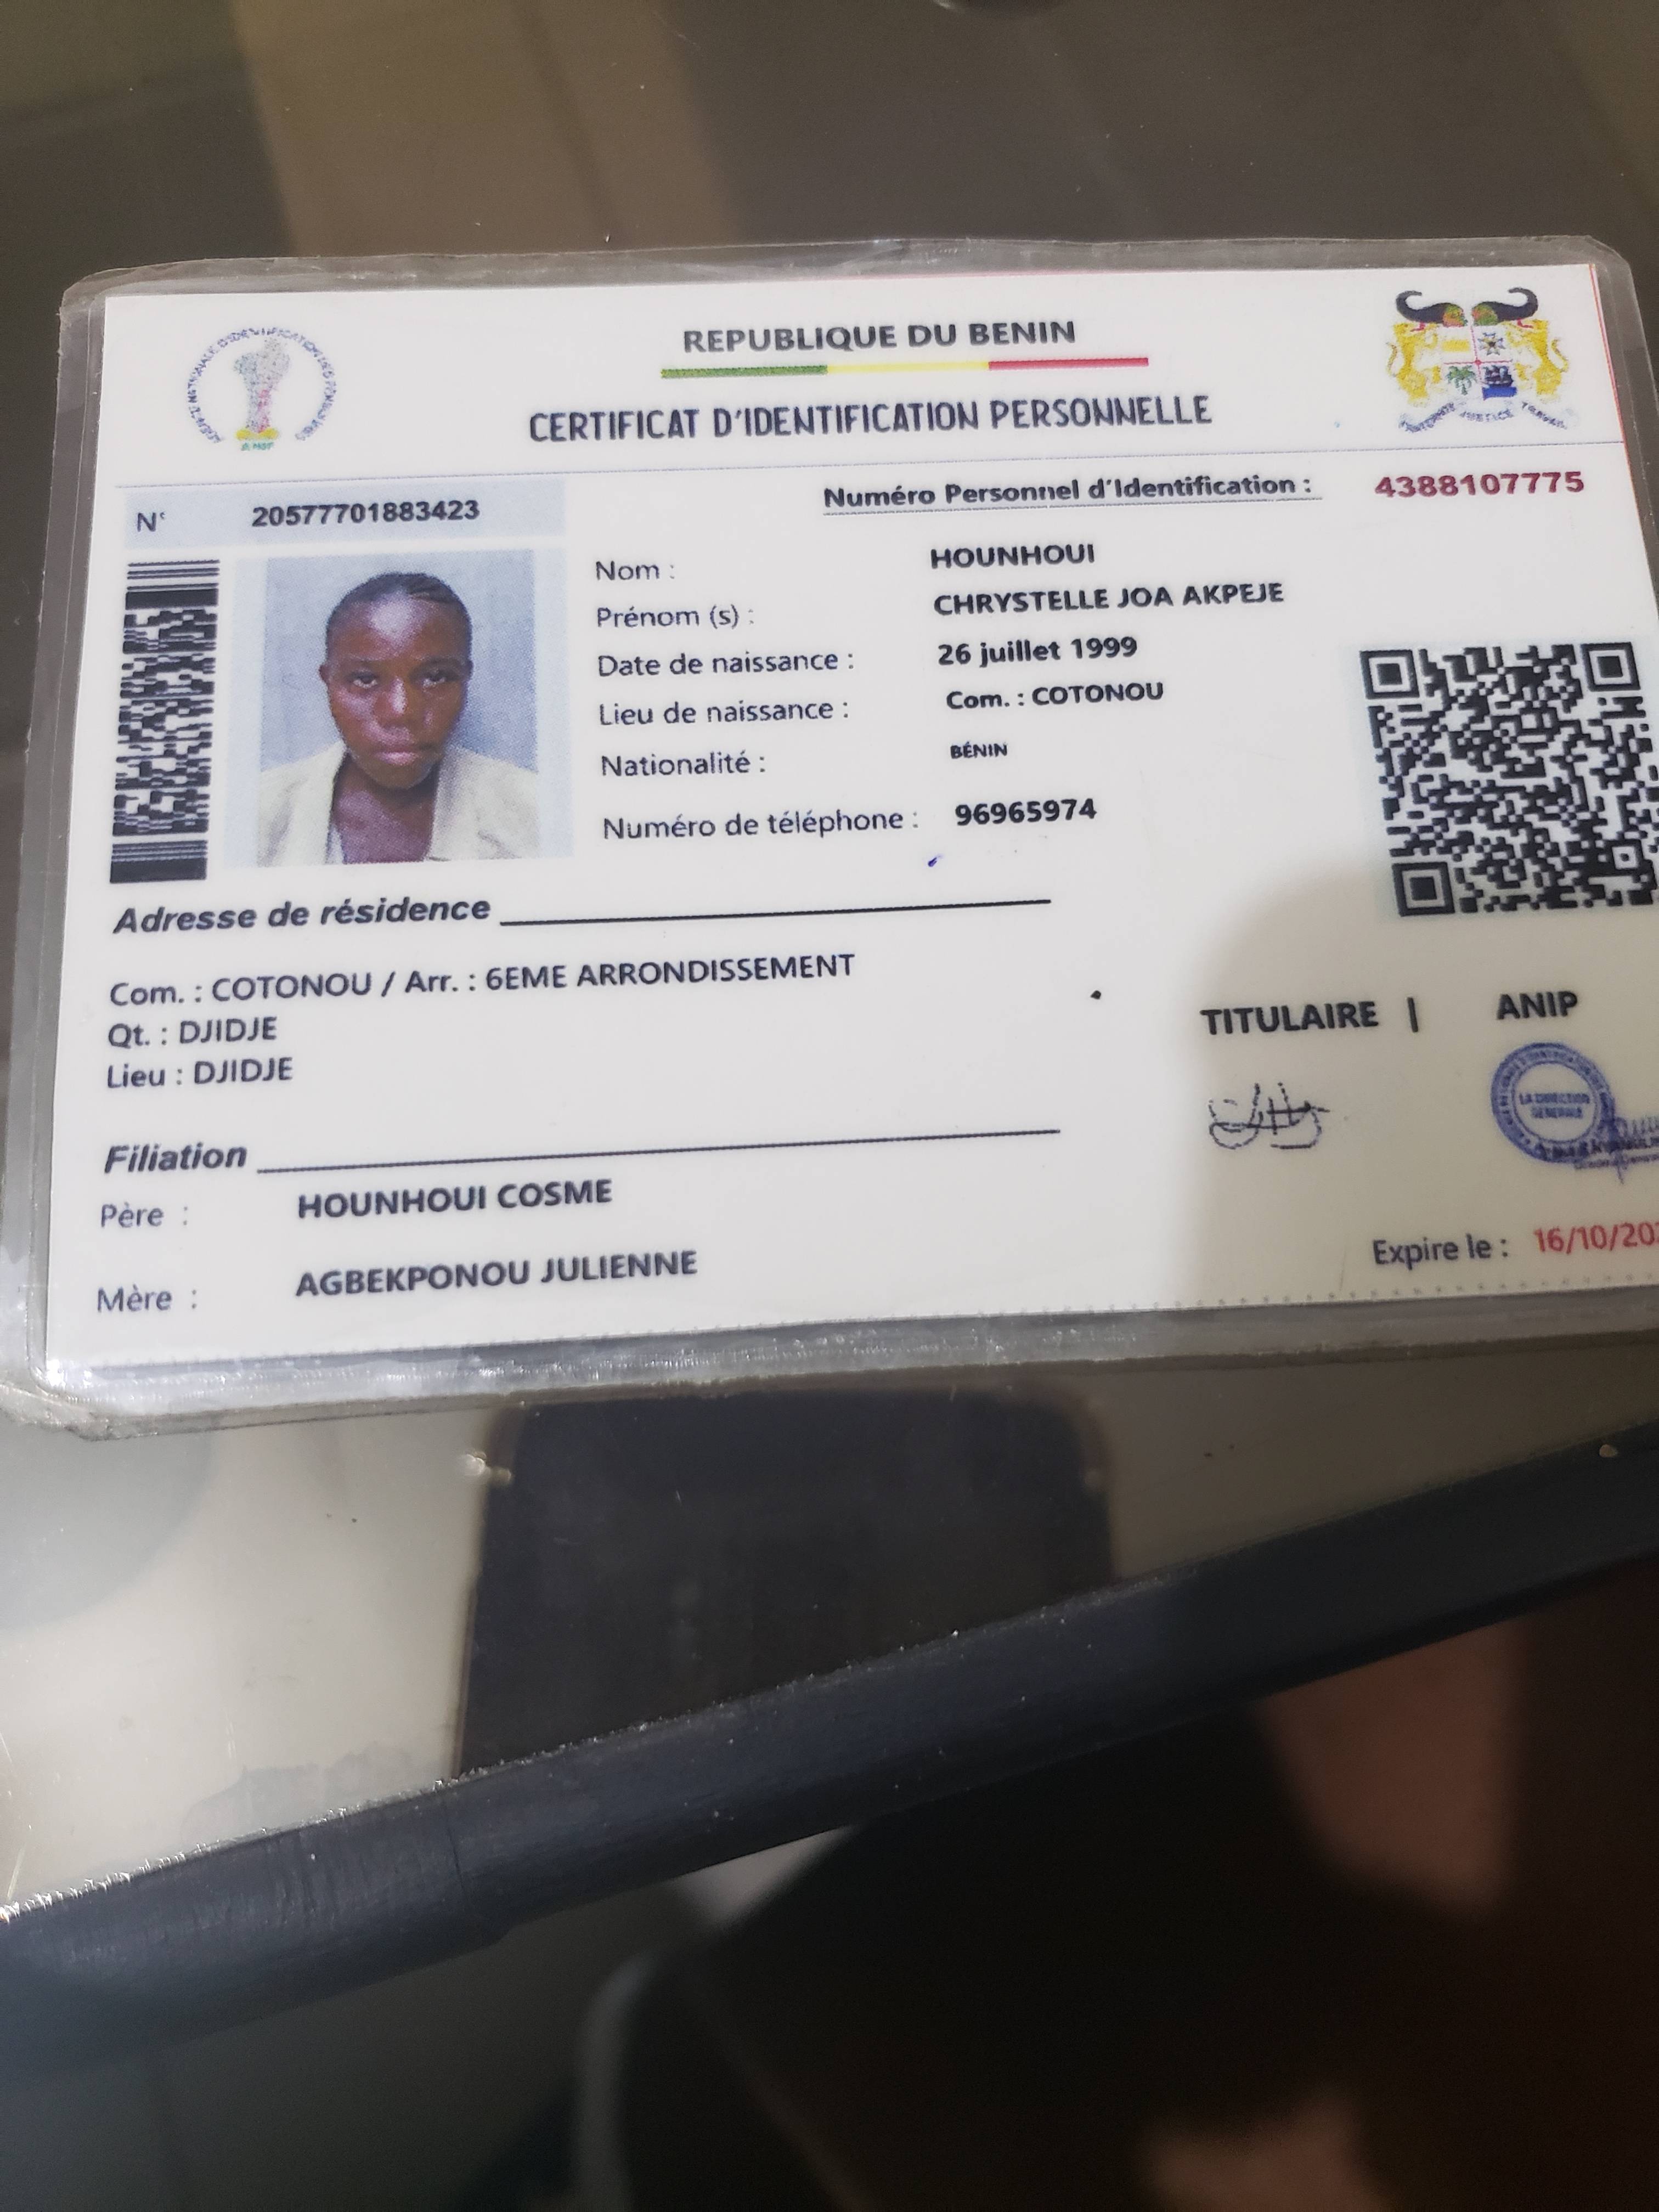 REPUBLIQUE DU BENIN
CERTIFICAT D'IDENTIFICATION PERSONNELLE
Numéro Personnel d'Identification : 4388107775
N° 20577701883423
Nom : HOUNHOUI
Prénom (s) : CHRYSTELLE JOA AKPEJE
Date de naissance : 26 juillet 1999
Lieu de naissance : Com. : COTONOU
Nationalité : BÉNIN
Numéro de téléphone : 96965974
Adresse de résidence
Com. : COTONOU / Arr. : 6EME ARRONDISSEMENT
Qt. : DJIDJE
Lieu : DJIDJE
TITULAIRE | ANIP
LA DIRECTION
GENERALE
Filiation
Père : HOUNHOUI COSME
Mère : AGBEKPONOU JULIENNE
Expire le : 16/10/20